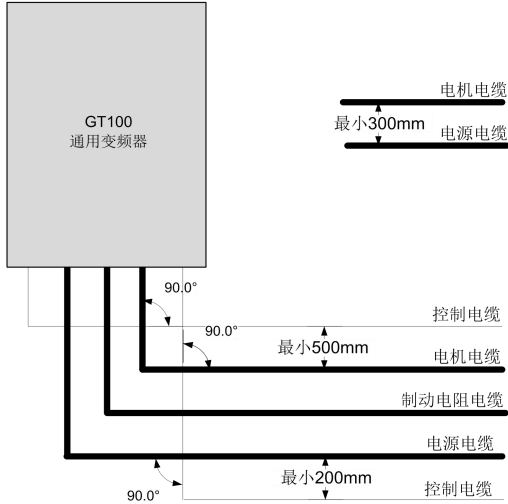 GT100
通用变频器
电机电缆
最小300mm
电源电缆
90.0°
控制电缆
90.0°
最小500mm
电机电缆
制动电阻电缆
电源电缆
最小200mm
控制电缆
90.0°